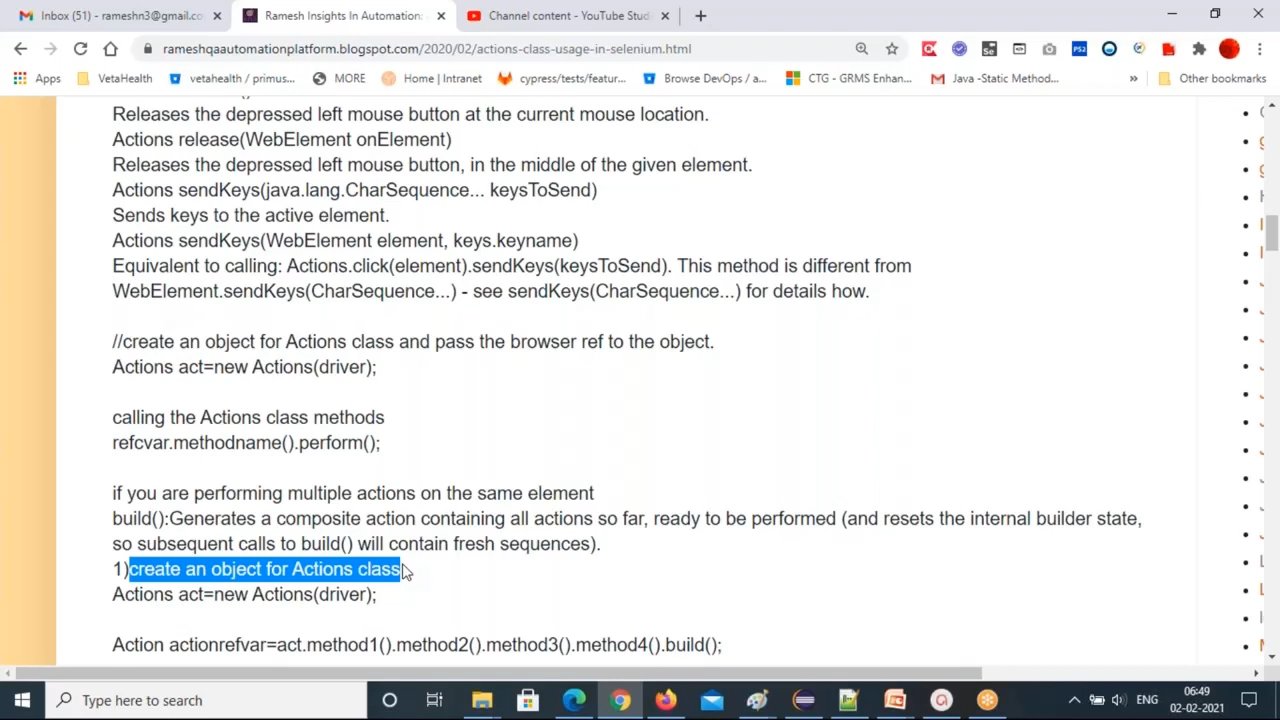 Inbox (51) - rameshn3@gmail.co
Ramesh Insights In Automation:
Channel content - YouTube Stud
rameshqaautomationplatform.blogspot.com/2020/02/actions-class-usage-in-selenium.html
Apps
VetaHealth
vetahealth / primus...
MORE
Home | Intranet
cypress/tests/featur...
Browse DevOps / a...
CTG - GRMS Enhan...
Java -Static Method...
»
Other bookmarks
Releases the depressed left mouse button at the current mouse location.
Actions release(WebElement onElement)
Releases the depressed left mouse button, in the middle of the given element.
Actions sendKeys(java.lang.CharSequence... keysToSend)
Sends keys to the active element.
Actions sendKeys(WebElement element, keys.keyname)
Equivalent to calling: Actions.click(element).sendKeys(keysToSend). This method is different from
WebElement.sendKeys(CharSequence...) - see sendKeys(CharSequence...) for details how.
//create an object for Actions class and pass the browser ref to the object.
Actions act=new Actions(driver);
calling the Actions class methods
refcvar.methodname().perform();
if you are performing multiple actions on the same element
build():Generates a composite action containing all actions so far, ready to be performed (and resets the internal builder state,
so subsequent calls to build() will contain fresh sequences).
1)create an object for Actions class
Actions act=new Actions(driver);
Action actionrefvar=act.method1().method2().method3().method4().build();
Type here to search
ENG
06:49
02-02-2021